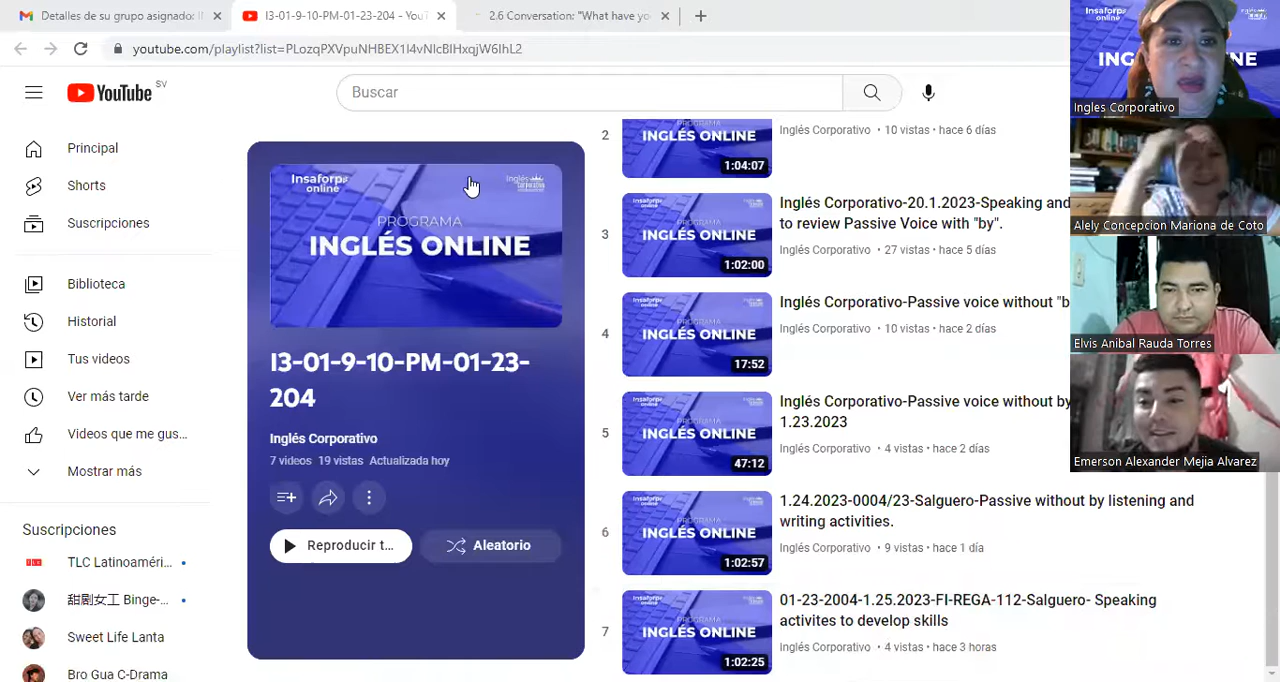 Detalles de su grupo asignado: I
I3-01-9-10-PM-01-23-204 - YouT
2.6 Conversation: "What have yo
youtube.com/playlist?list=PLozqPXVpuNHBEX1I4vNlcBIHxqjW6IhL2
YouTube SV
Buscar
Principal
Shorts
Suscripciones
Biblioteca
Historial
Tus videos
Ver más tarde
Videos que me gus...
Mostrar más
Suscripciones
TLC Latinoaméri...
甜剧女工 Binge-...
Sweet Life Lanta
Bro Gua C-Drama
Insaforp online
Inglés Corporativo
PROGRAMA
INGLÉS ONLINE
I3-01-9-10-PM-01-23-
204
Inglés Corporativo
7 videos 19 vistas Actualizada hoy
Reproducir t...
Aleatorio
2
INGLÉS ONLINE
1:04:07
Inglés Corporativo • 10 vistas • hace 6 días
3
INGLÉS ONLINE
1:02:00
Inglés Corporativo-20.1.2023-Speaking and
to review Passive Voice with "by".
Inglés Corporativo • 27 vistas • hace 5 días
4
INGLÉS ONLINE
17:52
Inglés Corporativo-Passive voice without "b
Inglés Corporativo • 10 vistas • hace 2 días
5
INGLÉS ONLINE
47:12
Inglés Corporativo-Passive voice without by
1.23.2023
Inglés Corporativo • 4 vistas • hace 2 días
6
INGLÉS ONLINE
1:02:57
1.24.2023-0004/23-Salguero-Passive without by listening and
writing activities.
Inglés Corporativo • 9 vistas • hace 1 día
7
INGLÉS ONLINE
1:02:25
01-23-2004-1.25.2023-FI-REGA-112-Salguero- Speaking
activites to develop skills
Inglés Corporativo • 4 vistas • hace 3 horas
Insaforp online
ING
NE
Ingles Corporativo
Alely Concepcion Mariona de Coto
Elvis Anibal Rauda Torres
Emerson Alexander Mejia Alvarez